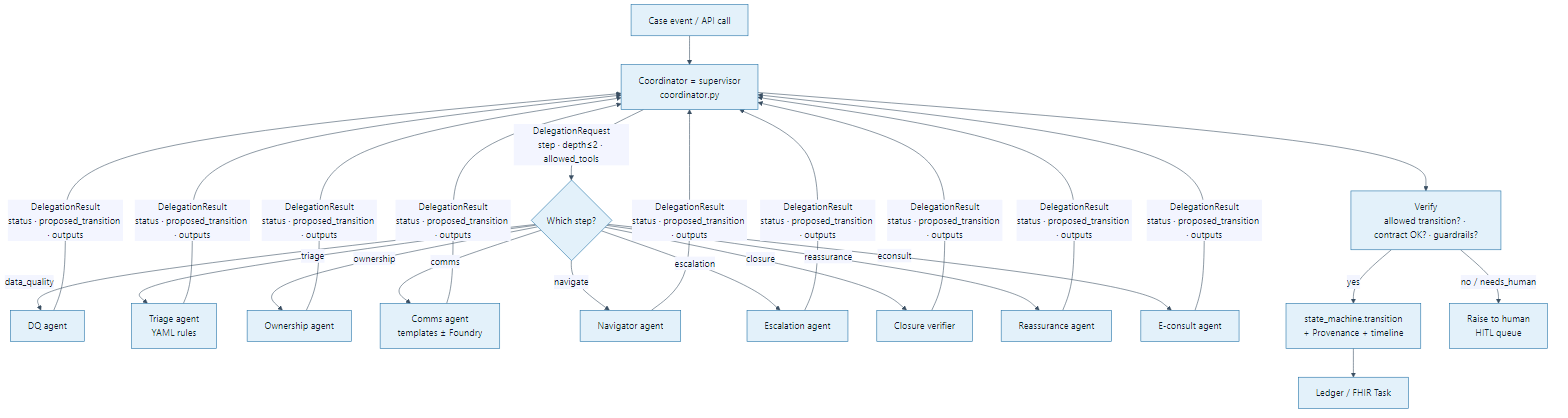 Case event / API call
Coordinator = supervisor
coordinator.py
DelegationRequest
step · depth≤2 ·
allowed_tools
DelegationResult
status · proposed_transition
· outputs
DelegationResult
status · proposed_transition
· outputs
DelegationResult
status · proposed_transition
· outputs
DelegationResult
status · proposed_transition
· outputs
Which step?
DelegationResult
status · proposed_transition
· outputs
DelegationResult
status · proposed_transition
· outputs
DelegationResult
status · proposed_transition
· outputs
DelegationResult
status · proposed_transition
· outputs
DelegationResult
status · proposed_transition
· outputs
Verify
allowed transition? ·
contract OK? · guardrails?
data_quality
triage
ownership
comms
navigate
escalation
closure
reassurance
econsult
yes
no / needs_human
DQ agent
Triage agent
YAML rules
Ownership agent
Comms agent
templates ± Foundry
Navigator agent
Escalation agent
Closure verifier
Reassurance agent
E-consult agent
state_machine.transition
+ Provenance + timeline
Raise to human
HITL queue
Ledger / FHIR Task